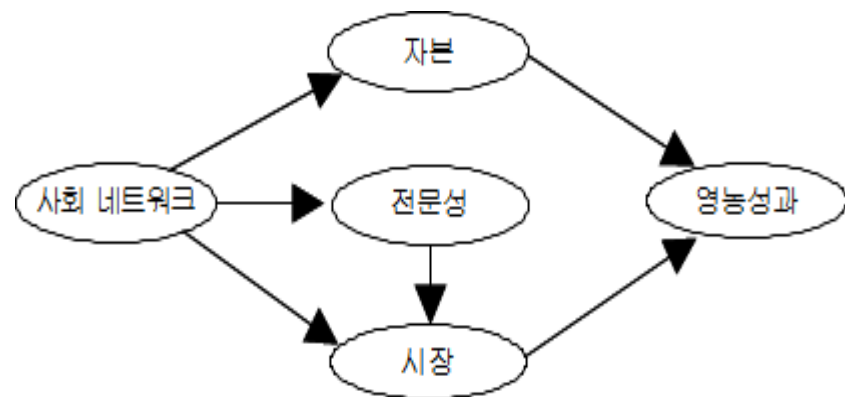 자본
사회 네트워크
전문성
영농성과
시장